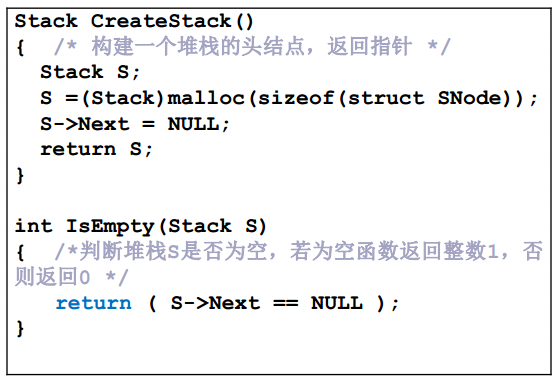 Stack CreateStack()
{  /* 构建一个堆栈的头结点，返回指针 */
  Stack S;
  S =(Stack)malloc(sizeof(struct SNode));
  S->Next = NULL;
  return S;
}

int IsEmpty(Stack S)
{  /*判断堆栈S是否为空，若为空函数返回整数1，否
则返回0 */
   return ( S->Next == NULL );
}